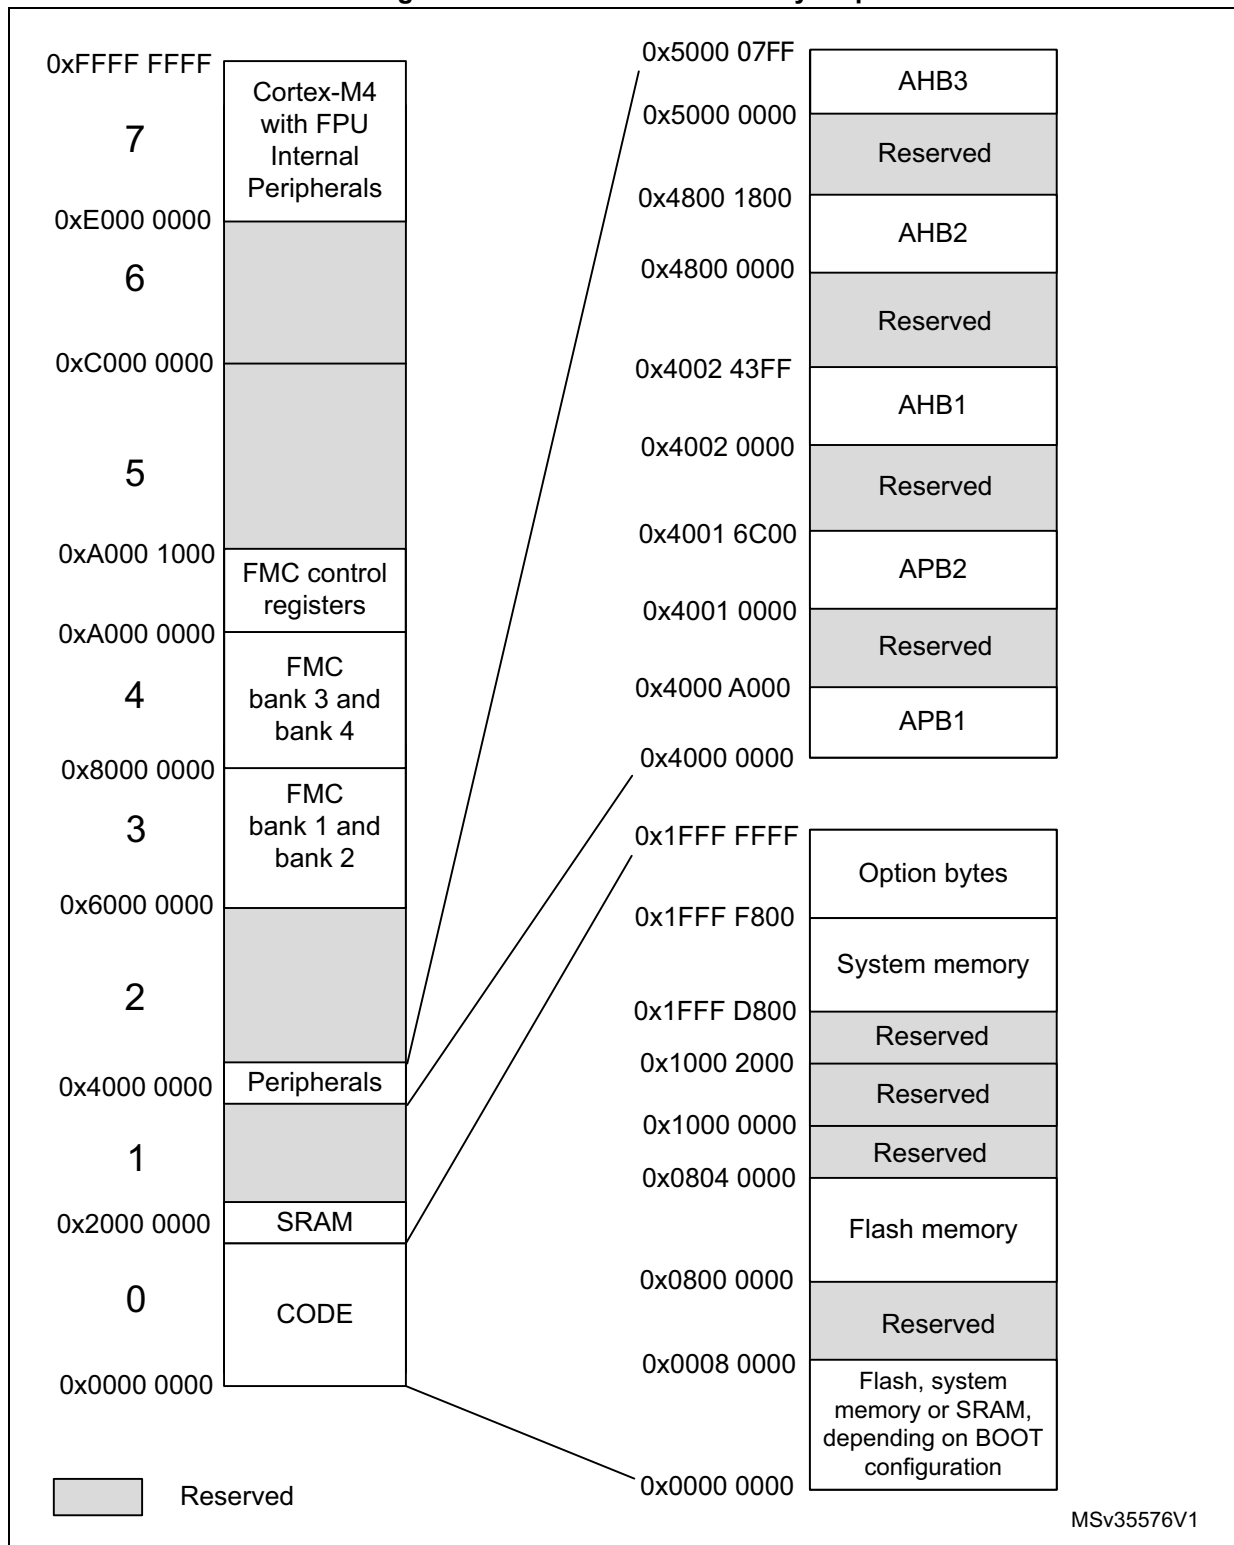 0xFFFF FFFF
Cortex-M4
with FPU
Internal
Peripherals
7
0xE000 0000
6
0xC000 0000
5
0xA000 1000
FMC control
registers
0xA000 0000
FMC
bank 3 and
bank 4
4
0x8000 0000
FMC
bank 1 and
bank 2
3
0x6000 0000
2
Peripherals
0x4000 0000
1
0x2000 0000
SRAM
0
CODE
0x0000 0000
Reserved
0x5000 07FF
AHB3
0x5000 0000
Reserved
0x4800 1800
AHB2
0x4800 0000
Reserved
0x4002 43FF
AHB1
0x4002 0000
Reserved
0x4001 6C00
APB2
0x4001 0000
Reserved
0x4000 A000
APB1
0x4000 0000
0x1FFF FFFF
Option bytes
0x1FFF F800
System memory
0x1FFF D800
Reserved
0x1000 2000
Reserved
0x1000 0000
Reserved
0x0804 0000
Flash memory
0x0800 0000
Reserved
0x0008 0000
Flash, system
memory or SRAM,
depending on BOOT
configuration
0x0000 0000
MSv35576V1